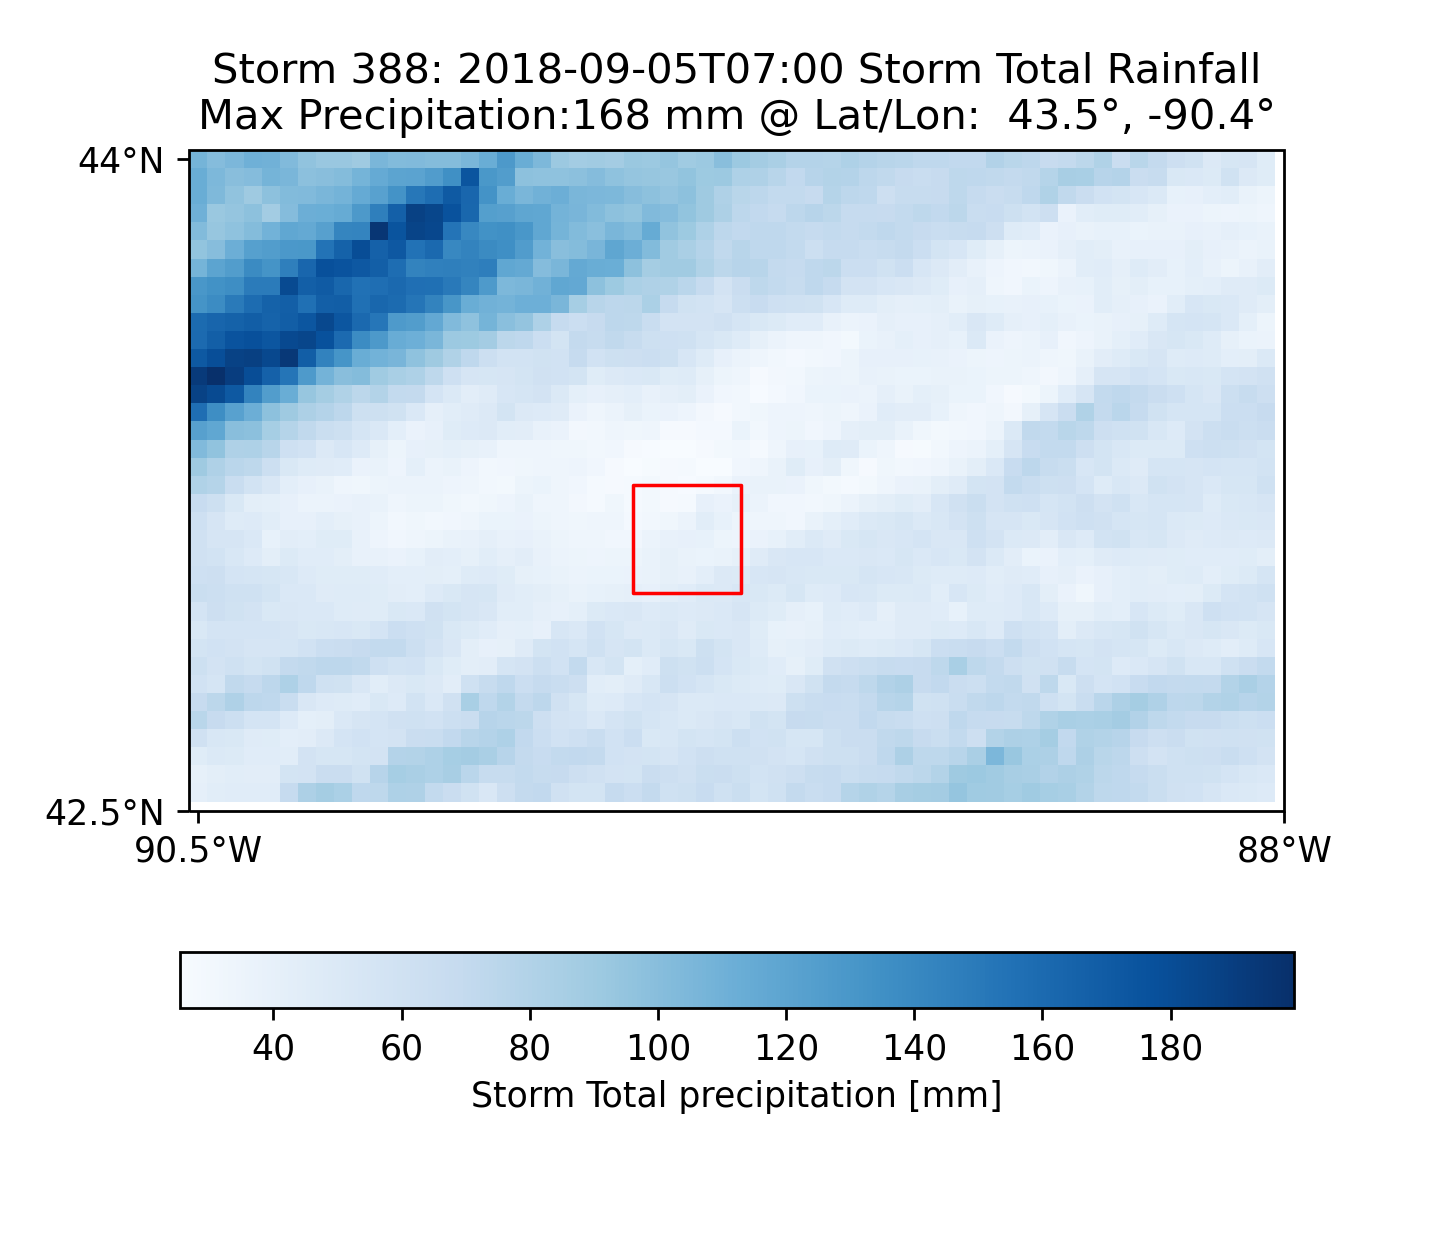 Storm 388: 2018-09-05T07:00 Storm Total Rainfall
Max Precipitation:168 mm @ Lat/Lon:  43.5°, -90.4°
44°N
42.5°N
90.5°W 88°W
40 60 80 100 120 140 160 180
Storm Total precipitation [mm]